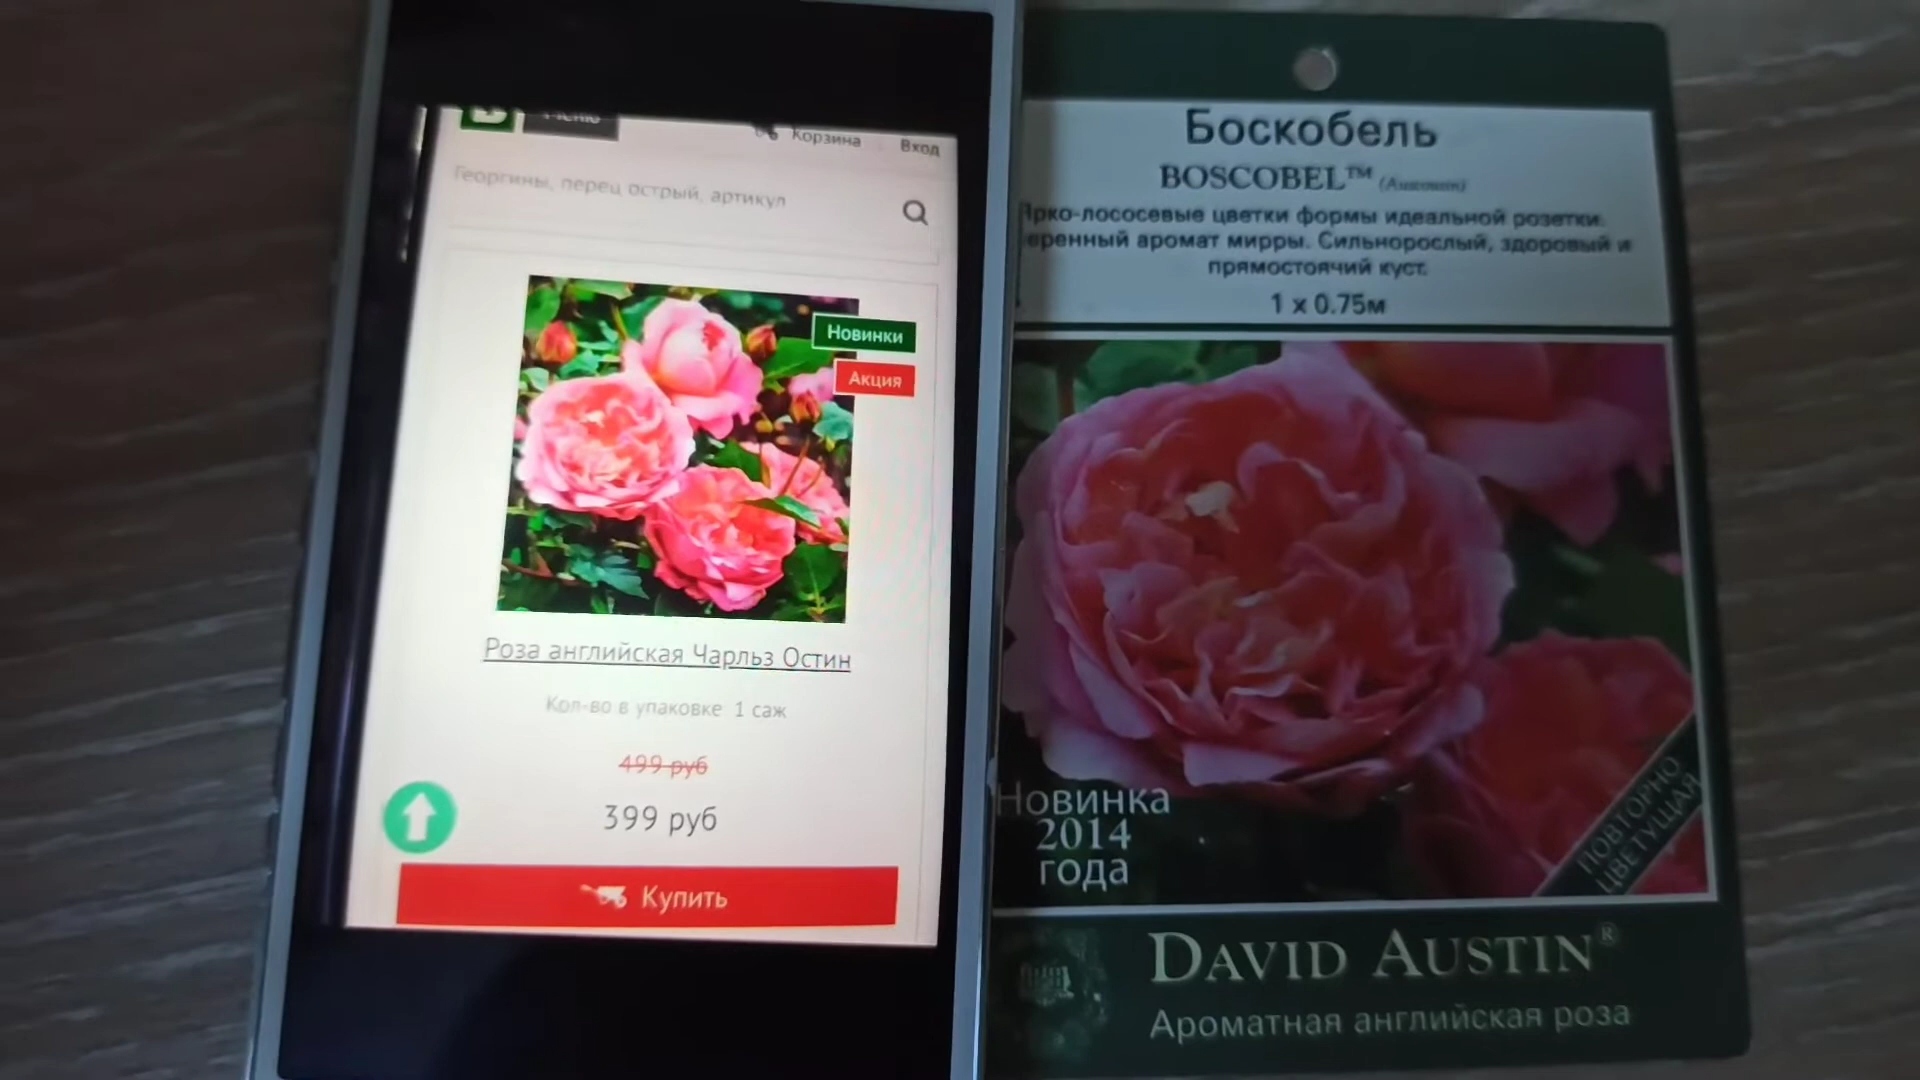 Меню
Корзина
Вход
Георгины, перец острый, артикул
Новинки
Акция
Роза английская Чарльз Остин
Кол-во в упаковке 1 саж
499 руб
399 руб
Купить
Боскобель
BOSCOBEL™
Ярко-лососевые цветки формы идеальной розетки.
аромат мирры. Сильнорослый, здоровый и
прямостоячий куст.
1 x 0.75м
Новинка
2014
года
ПОВТОРНО
ЦВЕТУЩАЯ
DAVID AUSTIN®
Ароматная английская роза